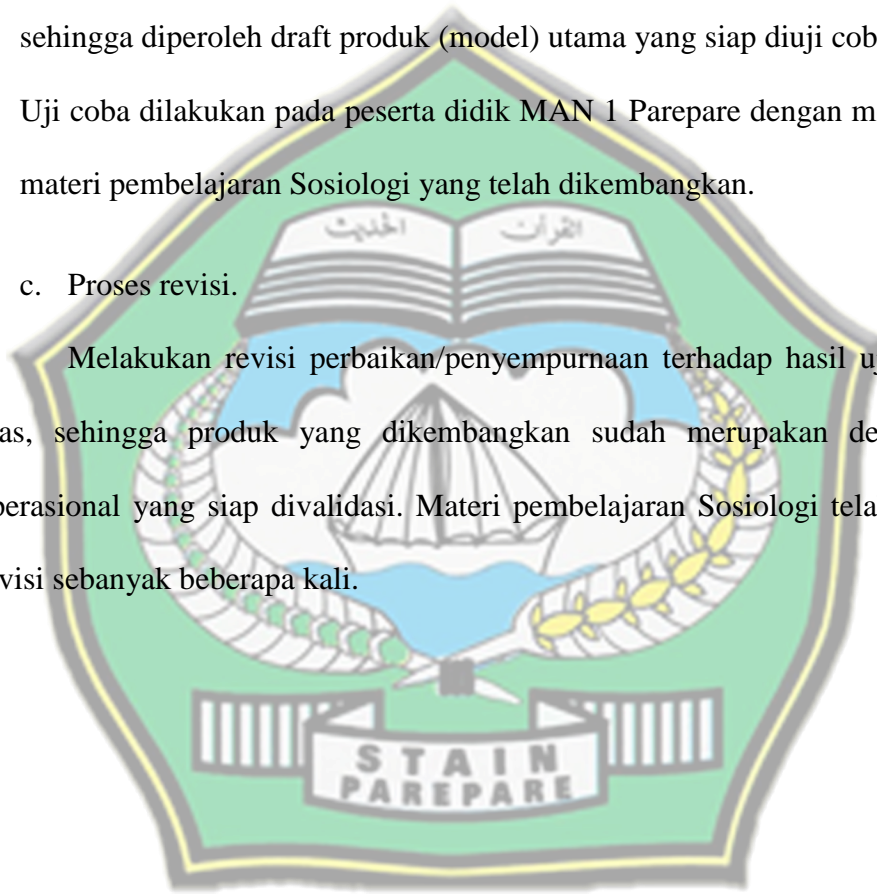 sehingga diperoleh draft produk (model) utama yang siap diuji cob
Uji coba dilakukan pada peserta didik MAN 1 Parepare dengan m
materi pembelajaran Sosiologi yang telah dikembangkan.
الحديث القرآن
c. Proses revisi.
Melakukan revisi perbaikan/penyempurnaan terhadap hasil u
as, sehingga produk yang dikembangkan sudah merupakan de
perasional yang siap divalidasi. Materi pembelajaran Sosiologi tela
visi sebanyak beberapa kali.
STAIN
PAREPARE